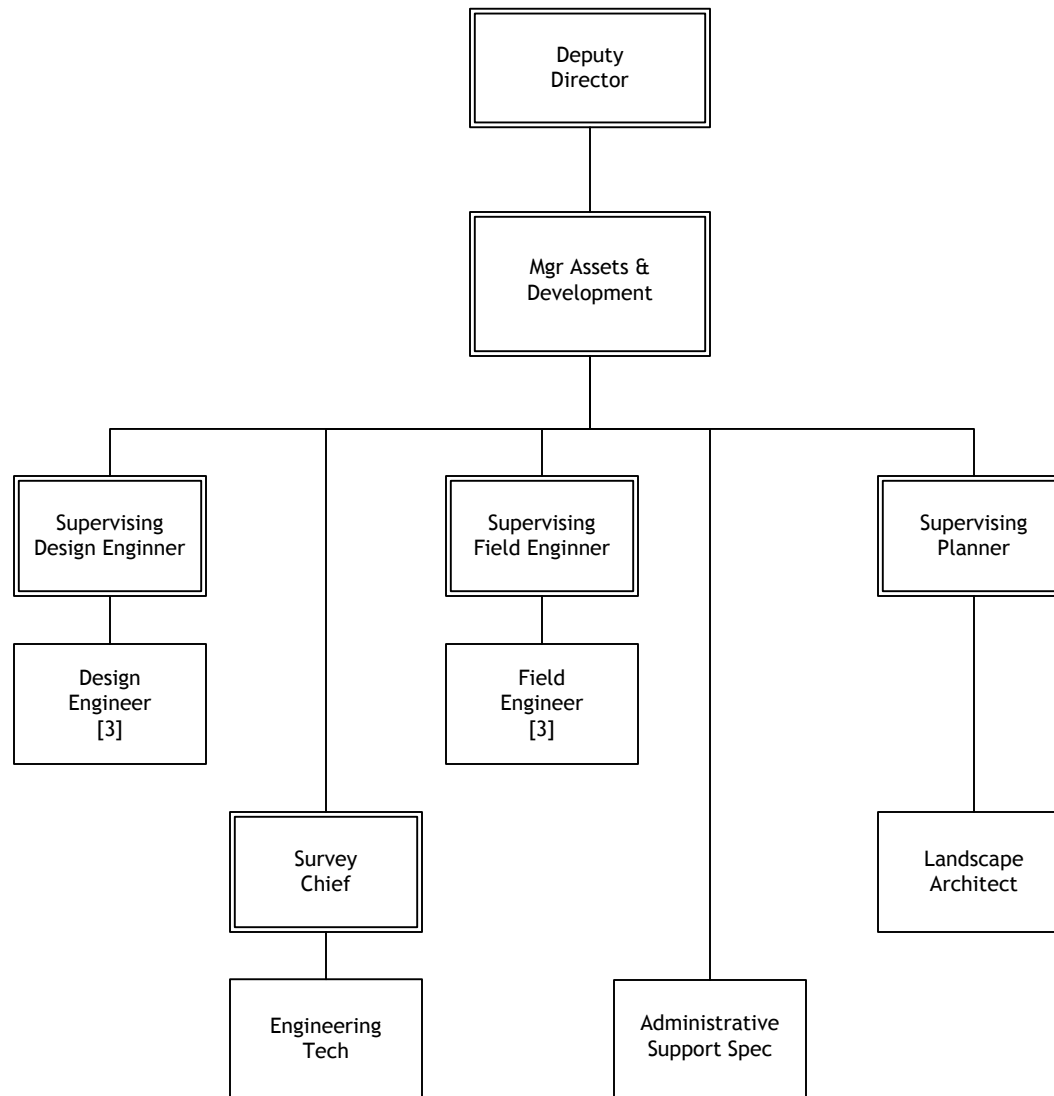 Deputy
Director
Mgr Assets &
Development
Supervising
Design Enginner
Supervising
Field Enginner
Supervising
Planner
Design
Engineer
[3]
Field
Engineer
[3]
Survey
Chief
Landscape
Architect
Engineering
Tech
Administrative
Support Spec